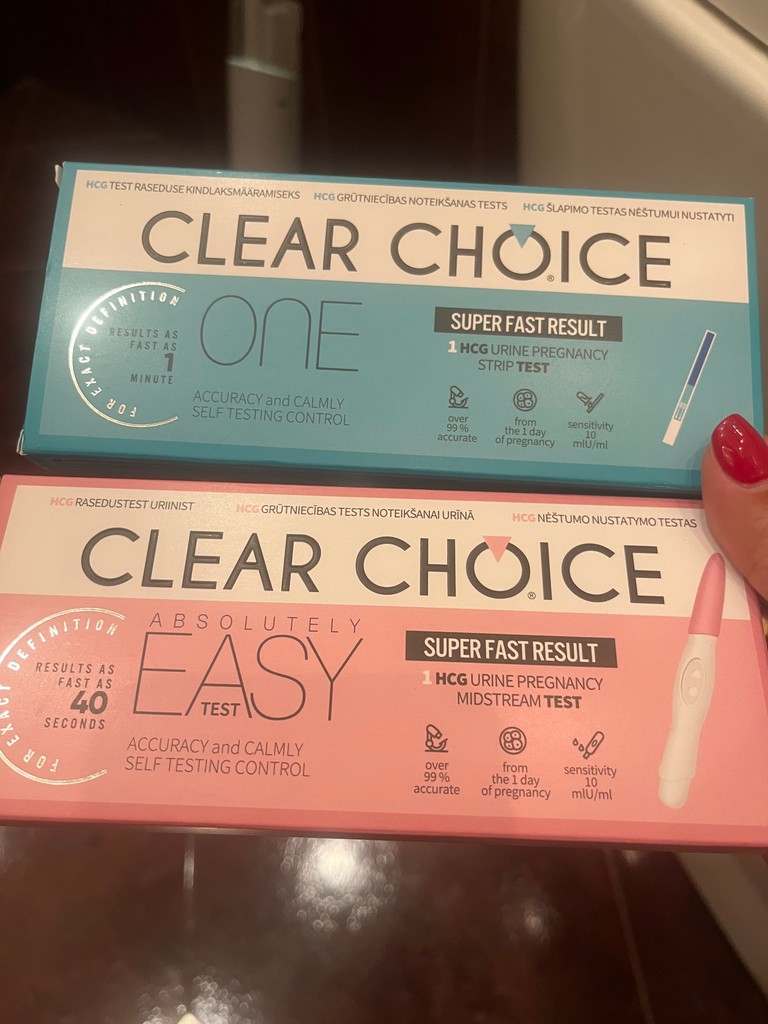 HCG TEST RASEDUSE KINDLAKSMÄÄRAMISEKS HCG GRŪTNIECĪBAS NOTEIKŠANAS TESTS HCG ŠLAPIMO TESTAS NĖŠTUMUI NUSTATYTI
CLEAR CHOICE®
FOR EXACT DEFINITION
RESULTS AS
FAST AS
1
MINUTE
ONE
ACCURACY and CALMLY
SELF TESTING CONTROL
SUPER FAST RESULT
1 HCG URINE PREGNANCY
STRIP TEST
over
99 %
accurate
from
the 1 day
of pregnancy
sensitivity
10
mlU/ml
HCG RASEDUSTEST URIINIST HCG GRŪTNIECĪBAS TESTS NOTEIKŠANAI URĪNĀ HCG NĖŠTUMO NUSTATYMO TESTAS
CLEAR CHOICE®
FOR EXACT DEFINITION
RESULTS AS
FAST AS
40
SECONDS
ABSOLUTELY
EASY
TEST
ACCURACY and CALMLY
SELF TESTING CONTROL
SUPER FAST RESULT
1 HCG URINE PREGNANCY
MIDSTREAM TEST
over
99 %
accurate
from
the 1 day
of pregnancy
sensitivity
10
mlU/ml